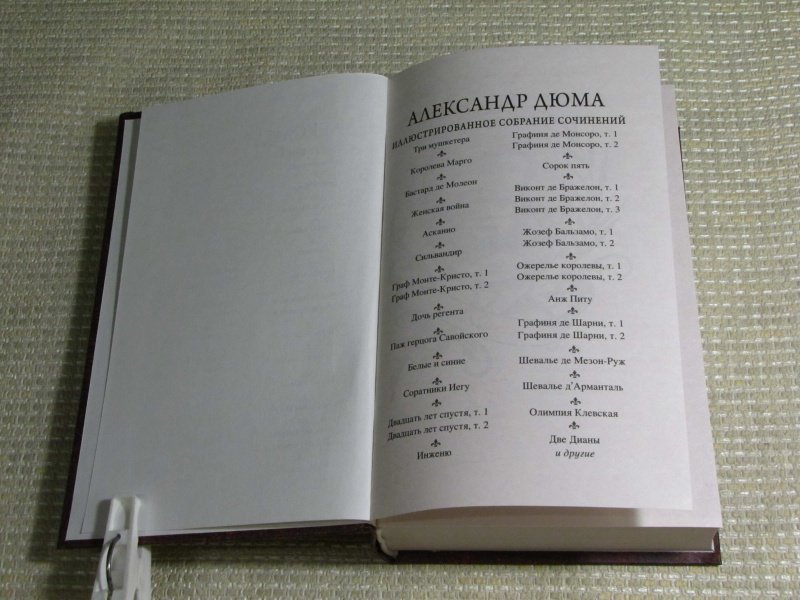 АЛЕКСАНДР ДЮМА
ИЛЛЮСТРИРОВАННОЕ СОБРАНИЕ СОЧИНЕНИЙ
Три мушкетера
Королева Марго
Бастард де Молеон
Женская война
Асканио
Сильвандир
Граф Монте-Кристо, т. 1
Граф Монте-Кристо, т. 2
Дочь регента
Паж герцога Савойского
Белые и синие
Соратники Иегу
Двадцать лет спустя, т. 1
Двадцать лет спустя, т. 2
Инженю
Графиня де Монсоро, т. 1
Графиня де Монсоро, т. 2
Сорок пять
Виконт де Бражелон, т. 1
Виконт де Бражелон, т. 2
Виконт де Бражелон, т. 3
Жозеф Бальзамо, т. 1
Жозеф Бальзамо, т. 2
Ожерелье королевы, т. 1
Ожерелье королевы, т. 2
Анж Питу
Графиня де Шарни, т. 1
Графиня де Шарни, т. 2
Шевалье де Мезон-Руж
Шевалье д’Арманталь
Олимпия Клевская
Две Дианы
и другие